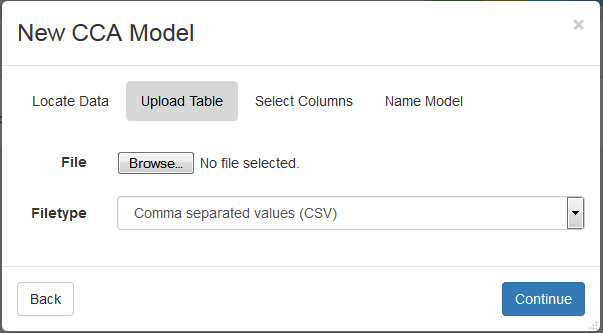 New CCA Model ×
Locate Data Upload Table Select Columns Name Model
File Browse... No file selected.
Filetype Comma separated values (CSV)
Back Continue